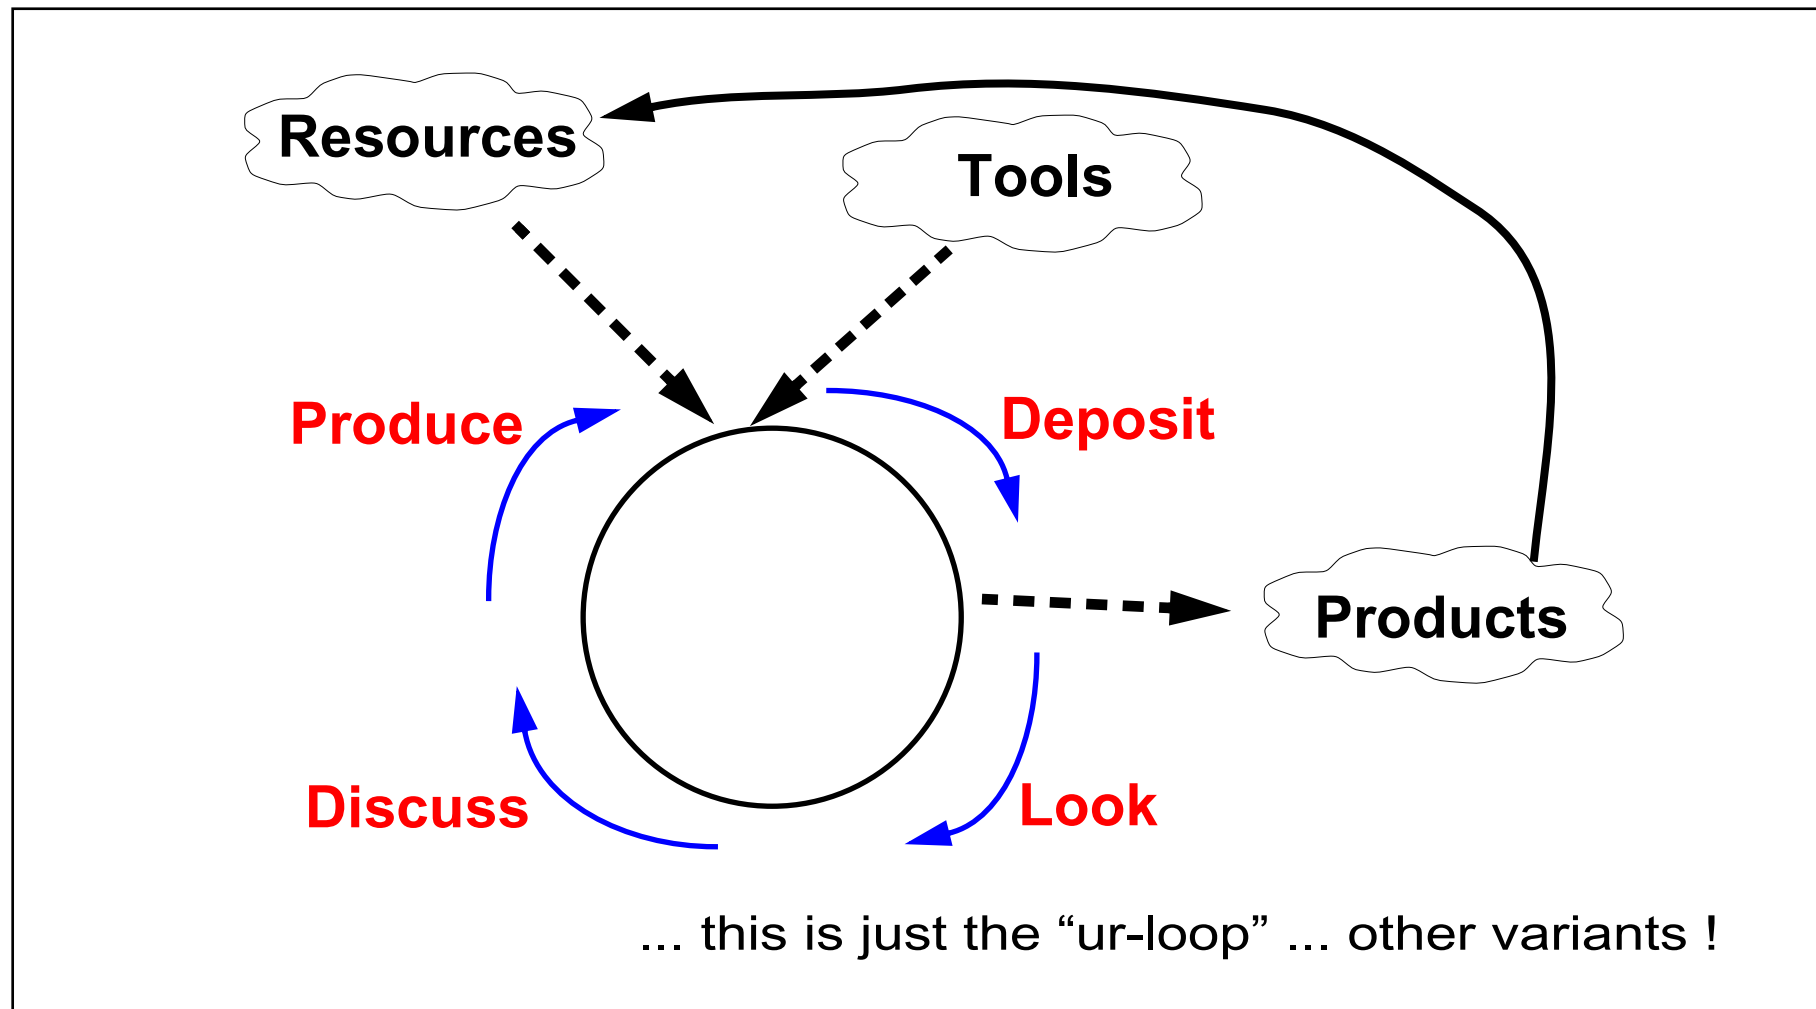 Resources
Tools
Produce
Deposit
Products
Discuss
Look
... this is just the “ur-loop” ... other variants !